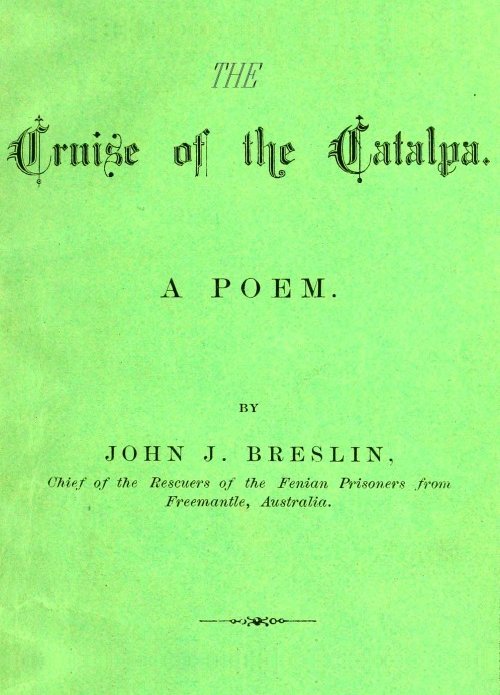 THE
Cruise of the Catalpa.
A POEM.
BY
JOHN J. BRESLIN,
Chief of the Rescuers of the Fenian Prisoners from
Freemantle, Australia.